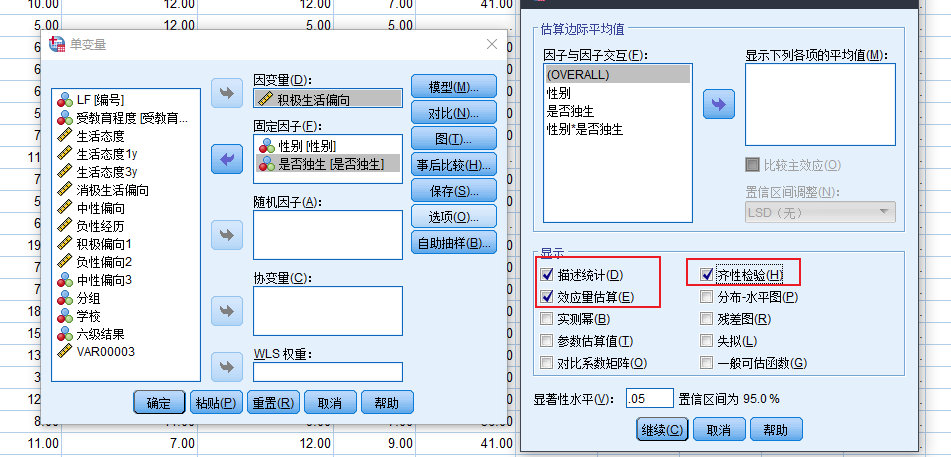 10.00 12.00 10.00 7.00 41.00
5.00 12.00 5.00
单变量
因变量(D):
积极生活偏向
固定因子(F):
性别 [性别]
是否独生 [是否独生]
随机因子(A):
协变量(C):
WLS 权重:
LF [编号]
受教育程度 [受教育...
生活态度
生活态度1y
生活态度3y
消极生活偏向
中性偏向
负性经历
积极偏向1
负性偏向2
中性偏向3
分组
学校
六级结果
VAR00003
模型(M)...
对比(N)...
图(T)...
事后比较(H)...
保存(S)...
选项(O)...
自助抽样(B)...
确定
粘贴(P)
重置(R)
取消
帮助
估算边际平均值
因子与因子交互(F):
(OVERALL)
性别
是否独生
性别*是否独生
显示下列各项的平均值(M):
比较主效应(O)
置信区间调整(N):
LSD（无）
显示
描述统计(D)
齐性检验(H)
效应量估算(E)
分布-水平图(P)
实测幂(B)
残差图(R)
参数估算值(T)
失拟(L)
对比系数矩阵(O)
一般可估函数(G)
显著性水平(V):
.05
置信区间为 95.0 %
继续(C)
取消
帮助
11.00 7.00 12.00 9.00 41.00